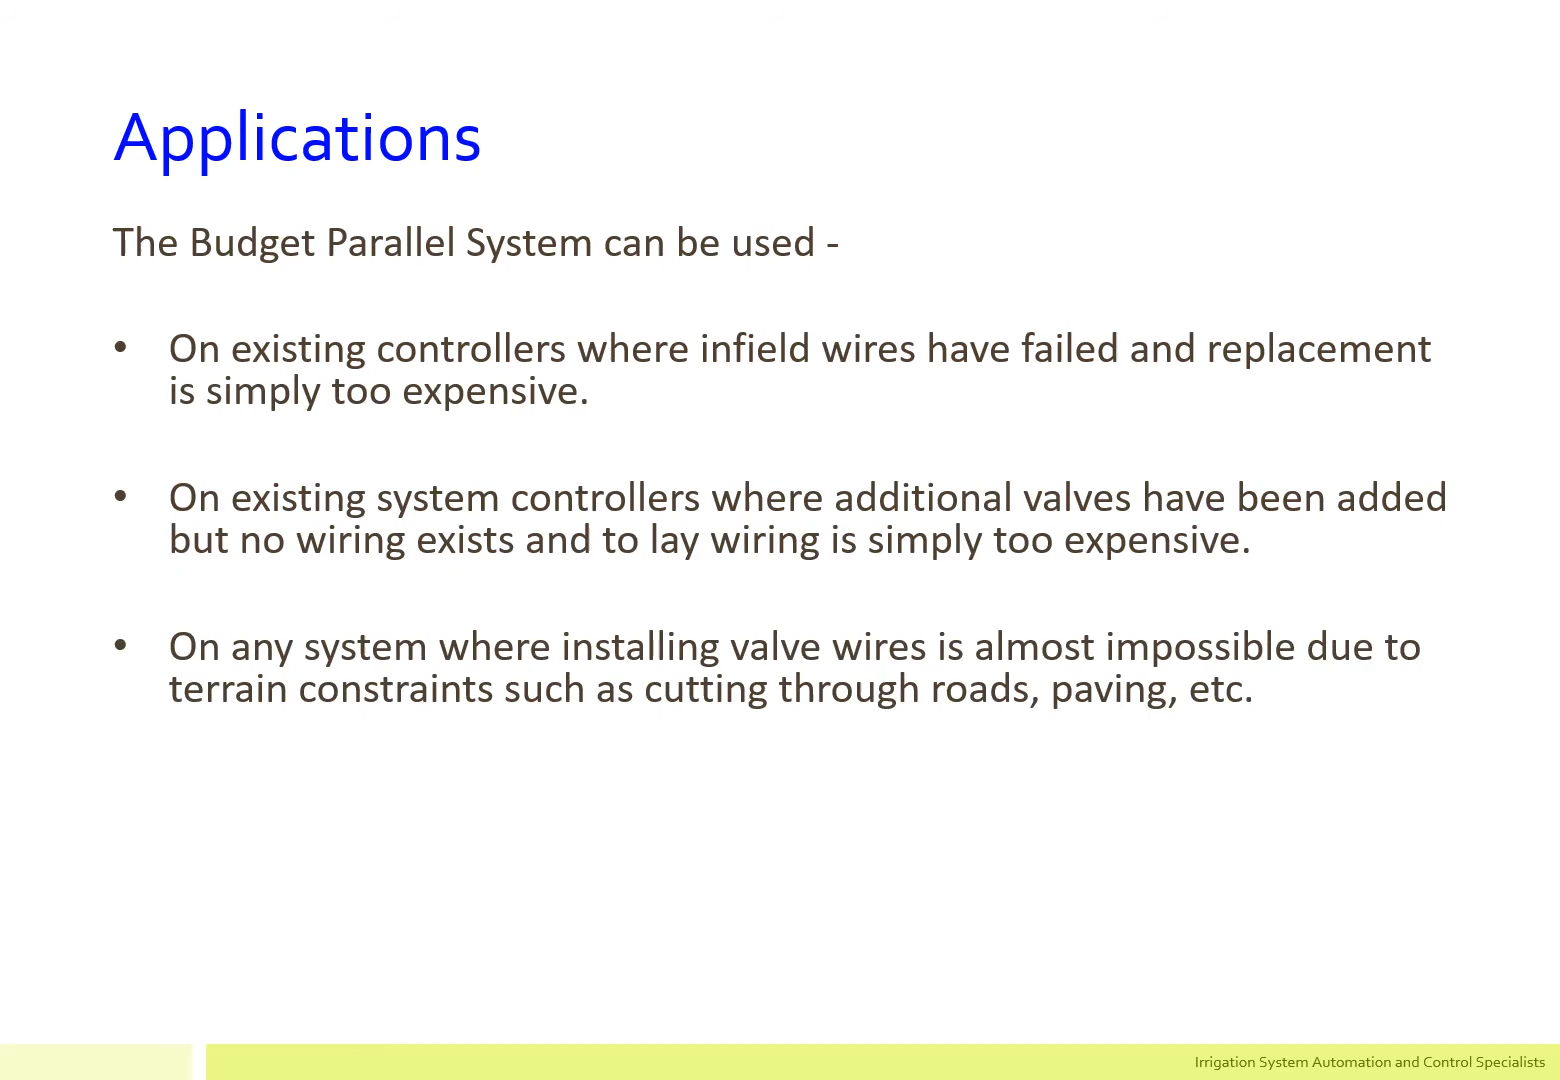 Applications
The Budget Parallel System can be used -
• On existing controllers where infield wires have failed and replacement
is simply too expensive.
• On existing system controllers where additional valves have been added
but no wiring exists and to lay wiring is simply too expensive.
• On any system where installing valve wires is almost impossible due to
terrain constraints such as cutting through roads, paving, etc.
Irrigation System Automation and Control Specialists